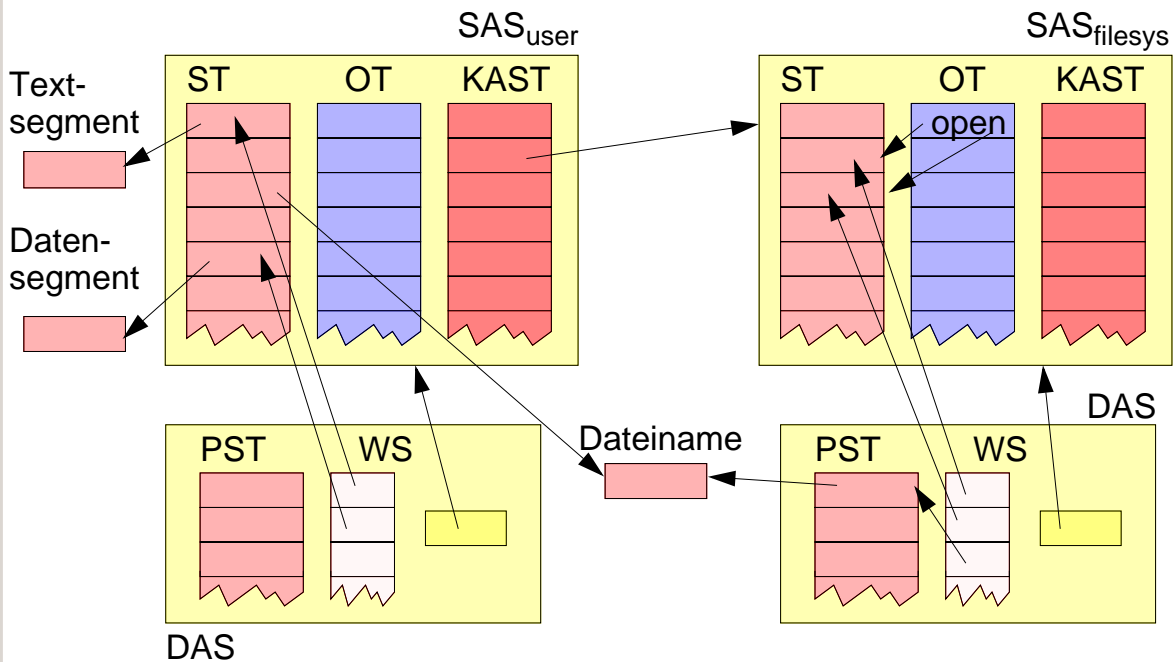 SASuser
SASfilesys
ST OT KAST
ST OT KAST
Text-
segment
open
Daten-
segment
DAS
PST WS
Dateiname
PST WS
DAS